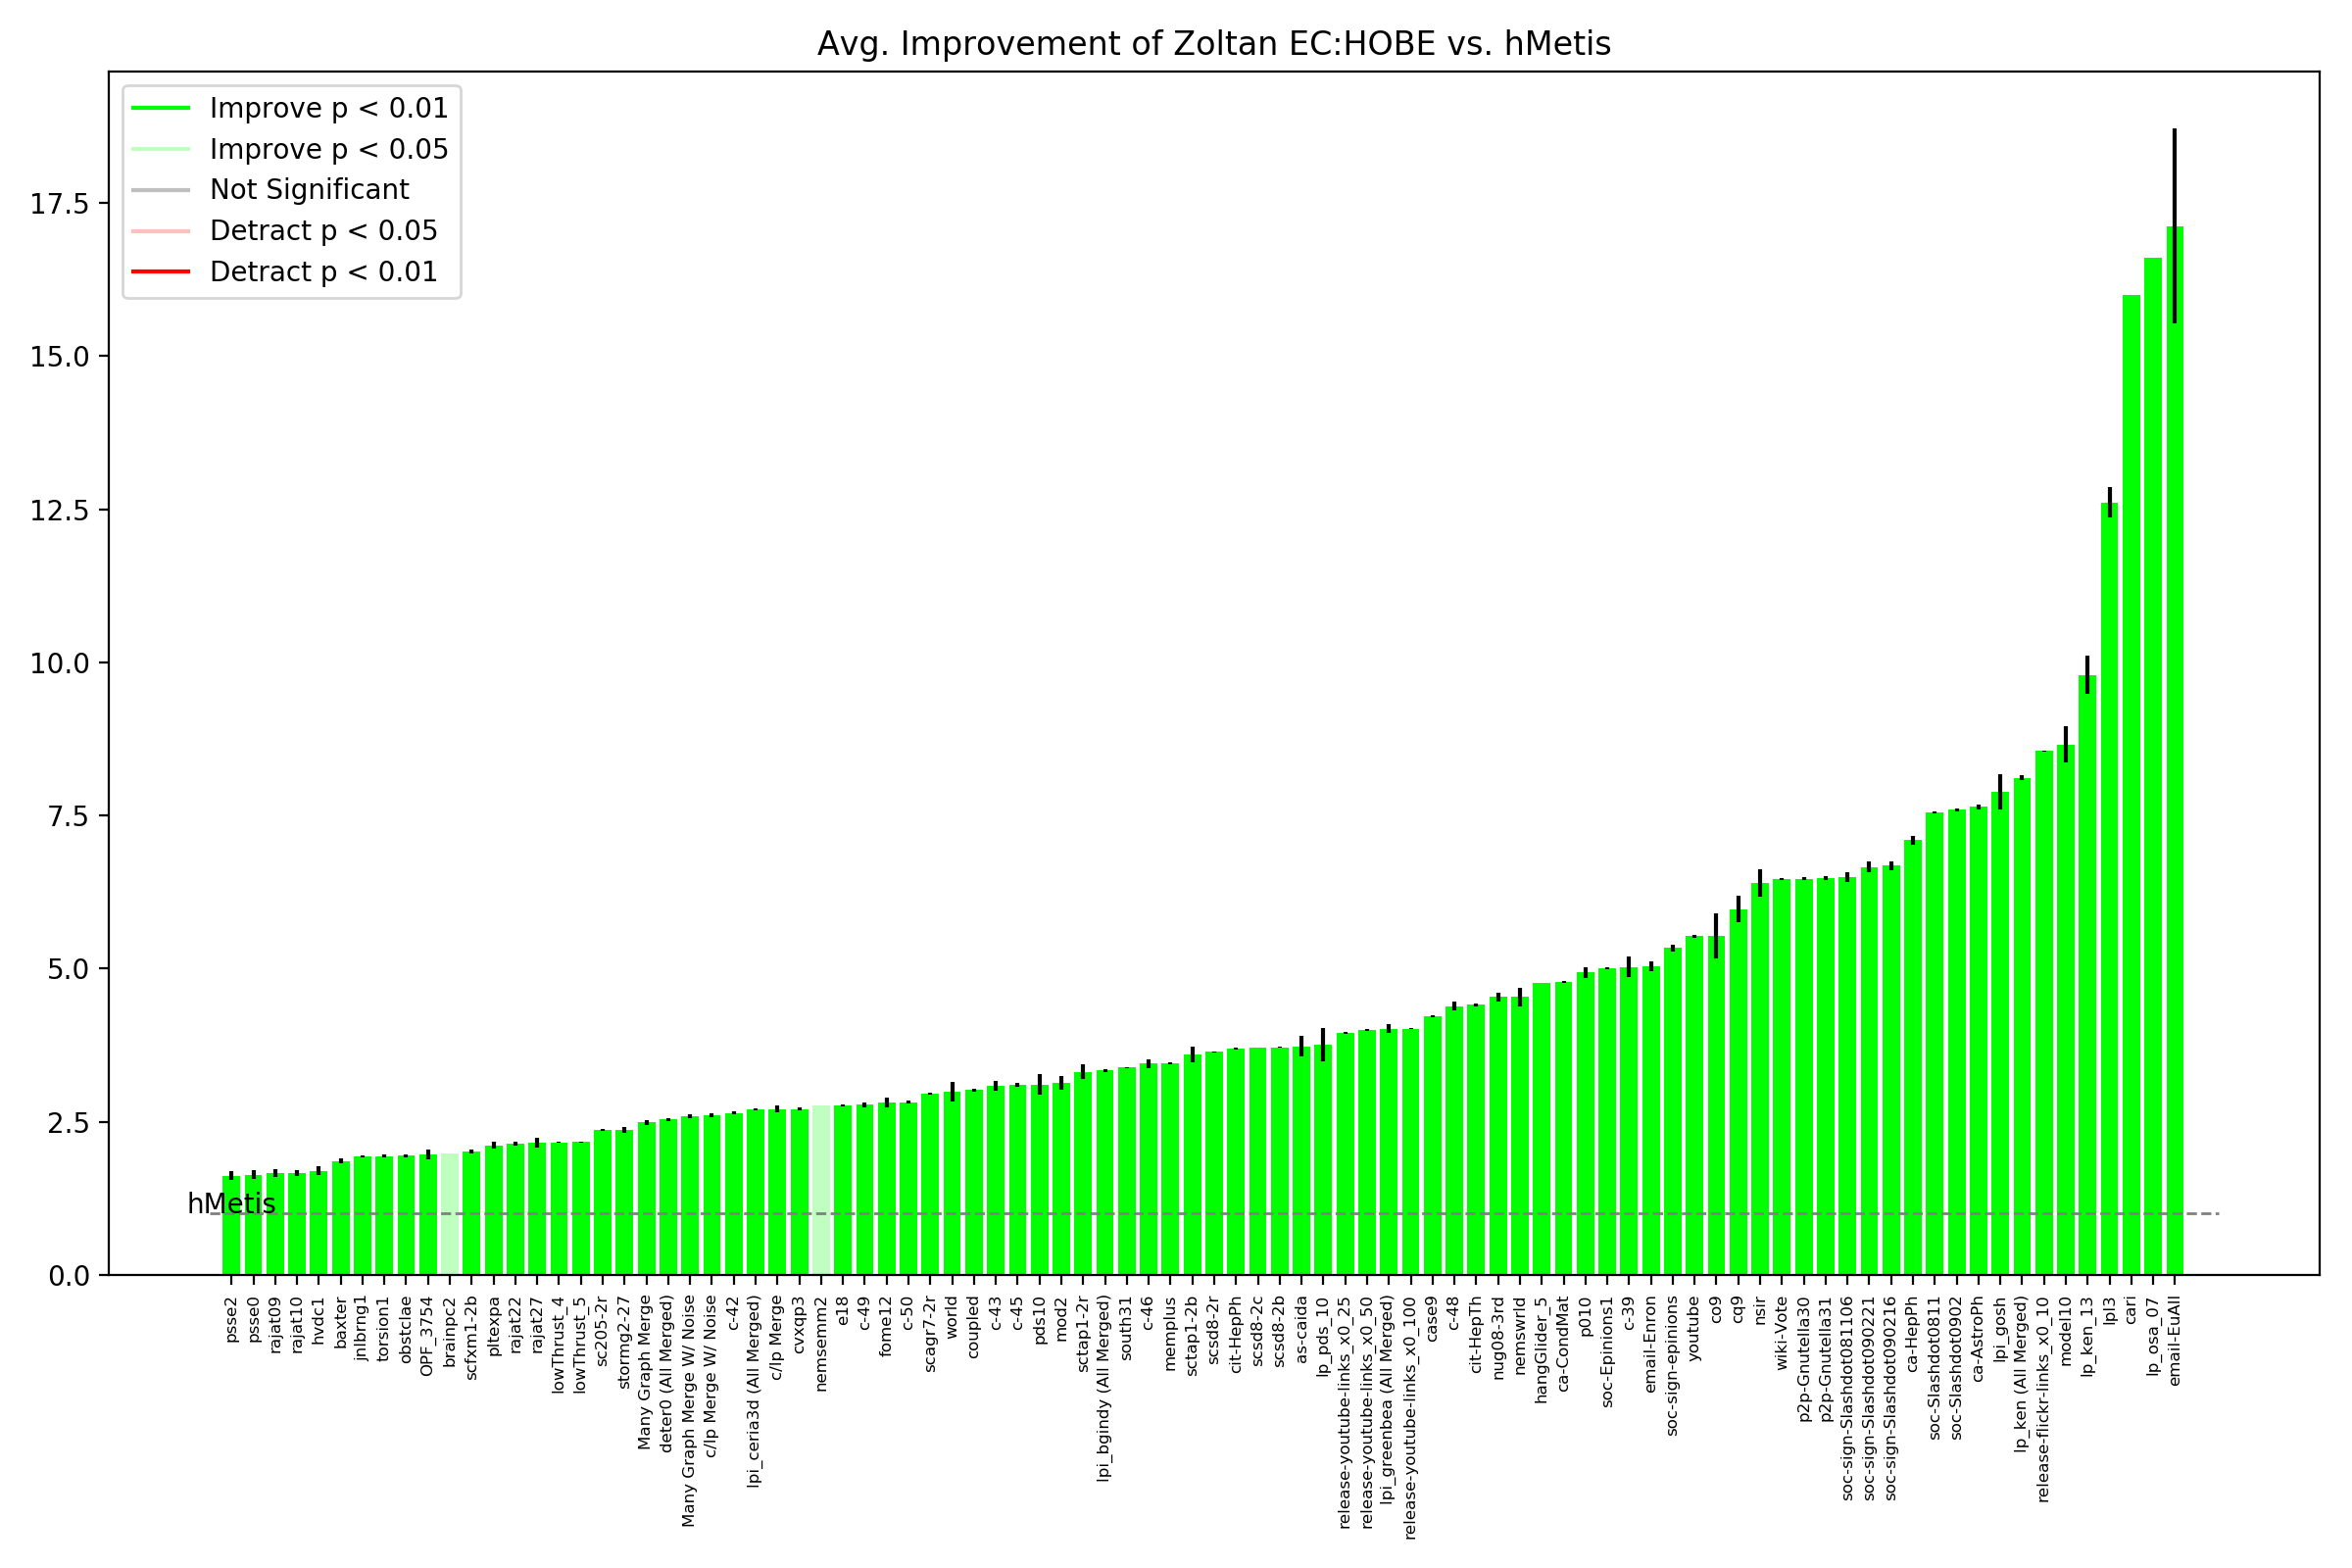 Avg. Improvement of Zoltan EC:HOBE vs. hMetis
Improve p < 0.01
Improve p < 0.05
Not Significant
Detract p < 0.05
Detract p < 0.01
17.5
15.0
12.5
10.0
7.5
5.0
2.5
0.0
hMetis
psse2
psse0
rajat09
rajat10
hvdc1
baxter
jnlbrng1
torsion1
obstclae
OPF_3754
brainpc2
scfxm1-2b
pltexpa
rajat22
rajat27
lowThrust_4
lowThrust_5
sc205-2r
stormg2-27
Many Graph Merge
deter0 (All Merged)
Many Graph Merge W/ Noise
c/lp Merge W/ Noise
c-42
lpi_ceria3d (All Merged)
c/lp Merge
cvxqp3
nemsemm2
e18
c-49
fome12
c-50
scagr7-2r
world
coupled
c-43
c-45
pds10
mod2
sctap1-2r
lpi_bgindy (All Merged)
south31
c-46
memplus
sctap1-2b
scsd8-2r
cit-HepPh
scsd8-2c
scsd8-2b
as-caida
lp_pds_10
release-youtube-links_x0_25
release-youtube-links_x0_50
lpi_greenbea (All Merged)
release-youtube-links_x0_100
case9
c-48
cit-HepTh
nug08-3rd
nemswrld
hangGlider_5
ca-CondMat
p010
soc-Epinions1
c-39
email-Enron
soc-sign-epinions
youtube
co9
cq9
nsir
wiki-Vote
p2p-Gnutella30
p2p-Gnutella31
soc-sign-Slashdot081106
soc-sign-Slashdot090221
soc-sign-Slashdot090216
ca-HepPh
soc-Slashdot0811
soc-Slashdot0902
ca-AstroPh
lpi_gosh
lp_ken (All Merged)
release-flickr-links_x0_10
model10
lp_ken_13
lpl3
cari
lp_osa_07
email-EuAll